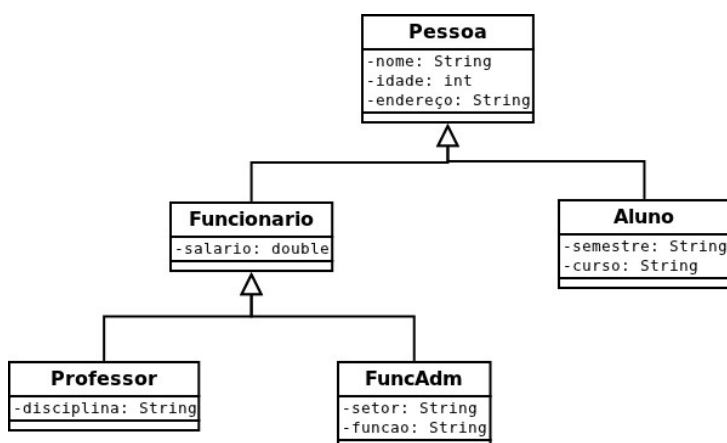 Pessoa
-nome: String
-idade: int
-endereço: String
Funcionario
-salario: double
Aluno
-semestre: String
-curso: String
Professor
-disciplina: String
FuncAdm
-setor: String
-funcao: String